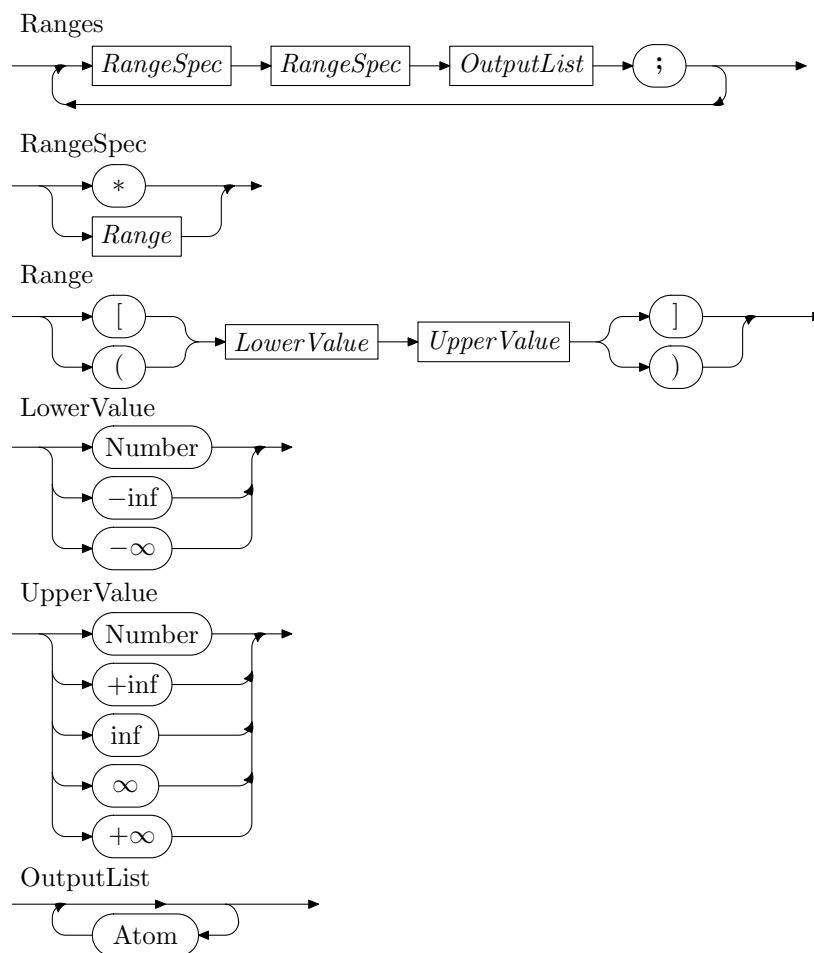 Ranges
RangeSpec RangeSpec OutputList ;
RangeSpec
*
Range
Range
[ ]
LowerValue UpperValue
( )
LowerValue
Number
−inf
−∞
UpperValue
Number
+inf
inf
∞
+∞
OutputList
Atom